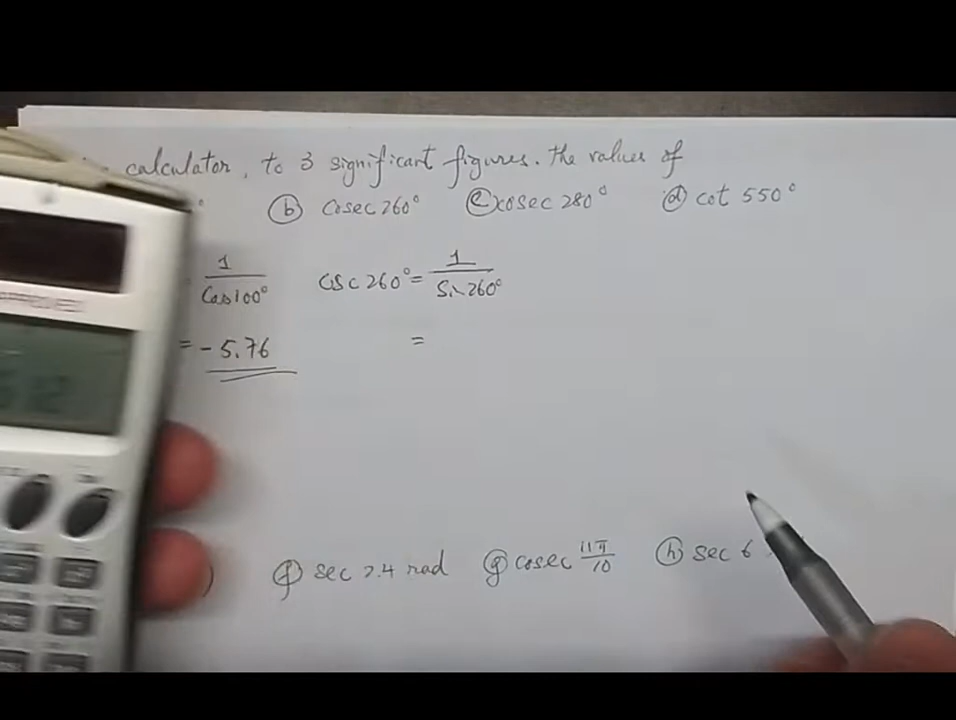 calculator, to 3 significant figures. the values of
ⓑ cosec 260° ⓒ cosec 280° ⓓ cot 550°
1/cos100° csc 260° = 1/sin260°
= -5.76 =
ⓕ sec 2.4 rad ⓖ cosec 11π/10 ⓗ sec 6